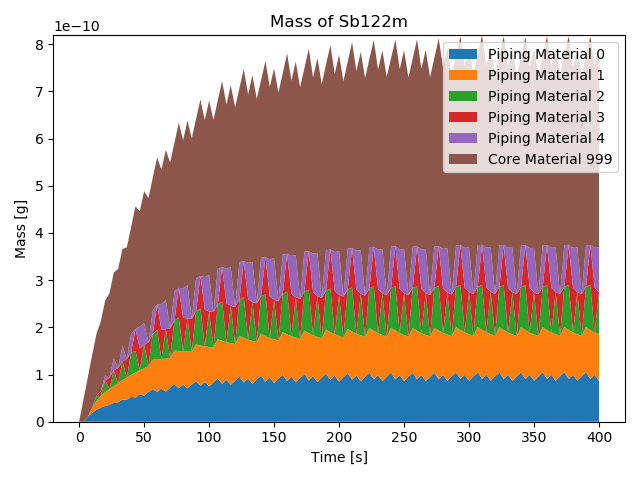 Mass of Sb122m
1e−10
8
7
6
5
4
3
2
1
0
Mass [g]
Piping Material 0
Piping Material 1
Piping Material 2
Piping Material 3
Piping Material 4
Core Material 999
0 50 100 150 200 250 300 350 400
Time [s]